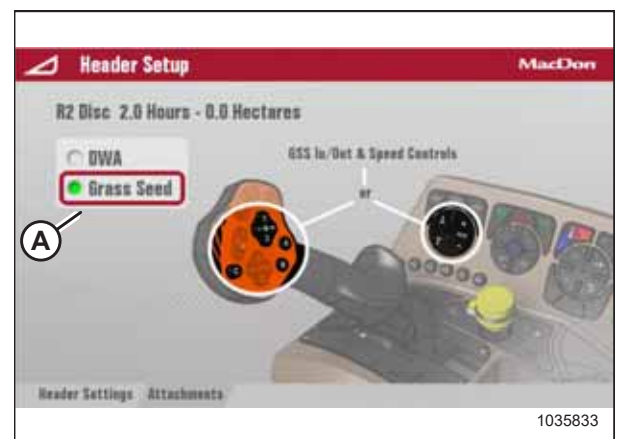 Header Setup
MacDon
R2 Disc 2.0 Hours - 0.0 Hectares
DWA
Grass Seed
GSS In/Out & Speed Controls
or
A
Header Settings Attachments
1035833